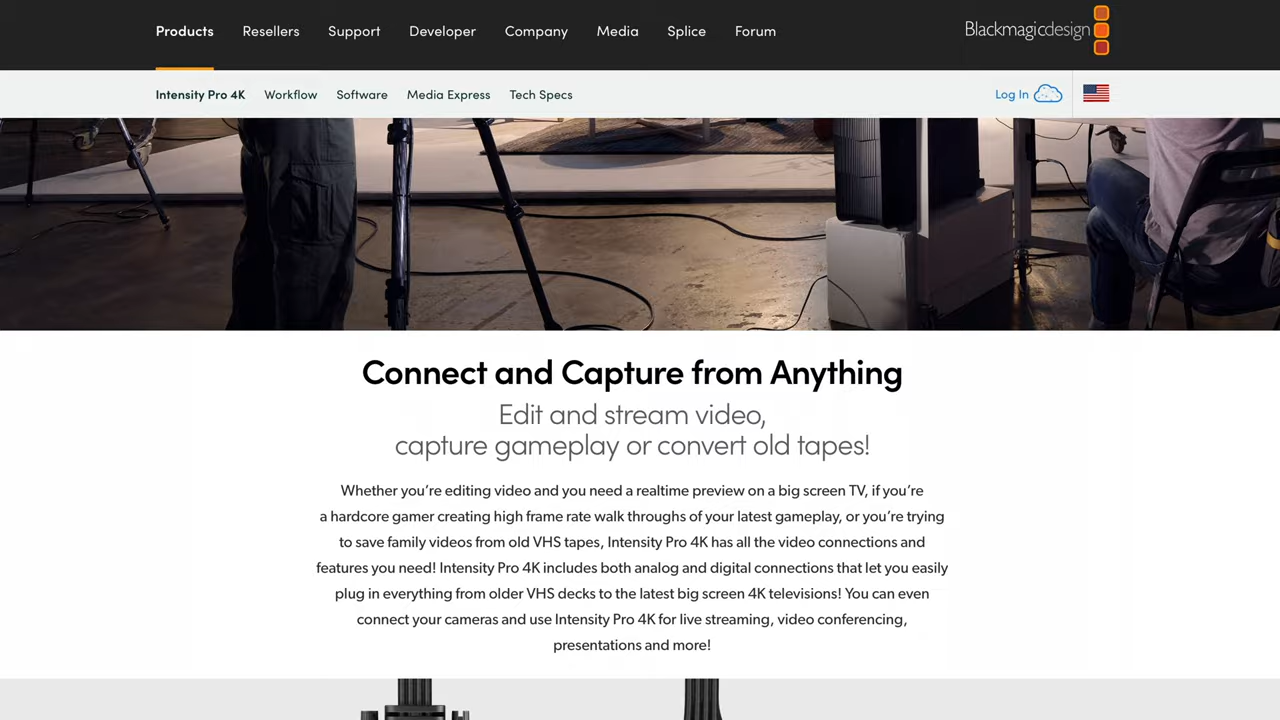 Products Resellers Support Developer Company Media Splice Forum Blackmagicdesign
Intensity Pro 4K Workflow Software Media Express Tech Specs Log In
Connect and Capture from Anything
Edit and stream video,
capture gameplay or convert old tapes!
Whether you’re editing video and you need a realtime preview on a big screen TV, if you’re
a hardcore gamer creating high frame rate walk throughs of your latest gameplay, or you’re trying
to save family videos from old VHS tapes, Intensity Pro 4K has all the video connections and
features you need! Intensity Pro 4K includes both analog and digital connections that let you easily
plug in everything from older VHS decks to the latest big screen 4K televisions! You can even
connect your cameras and use Intensity Pro 4K for live streaming, video conferencing,
presentations and more!